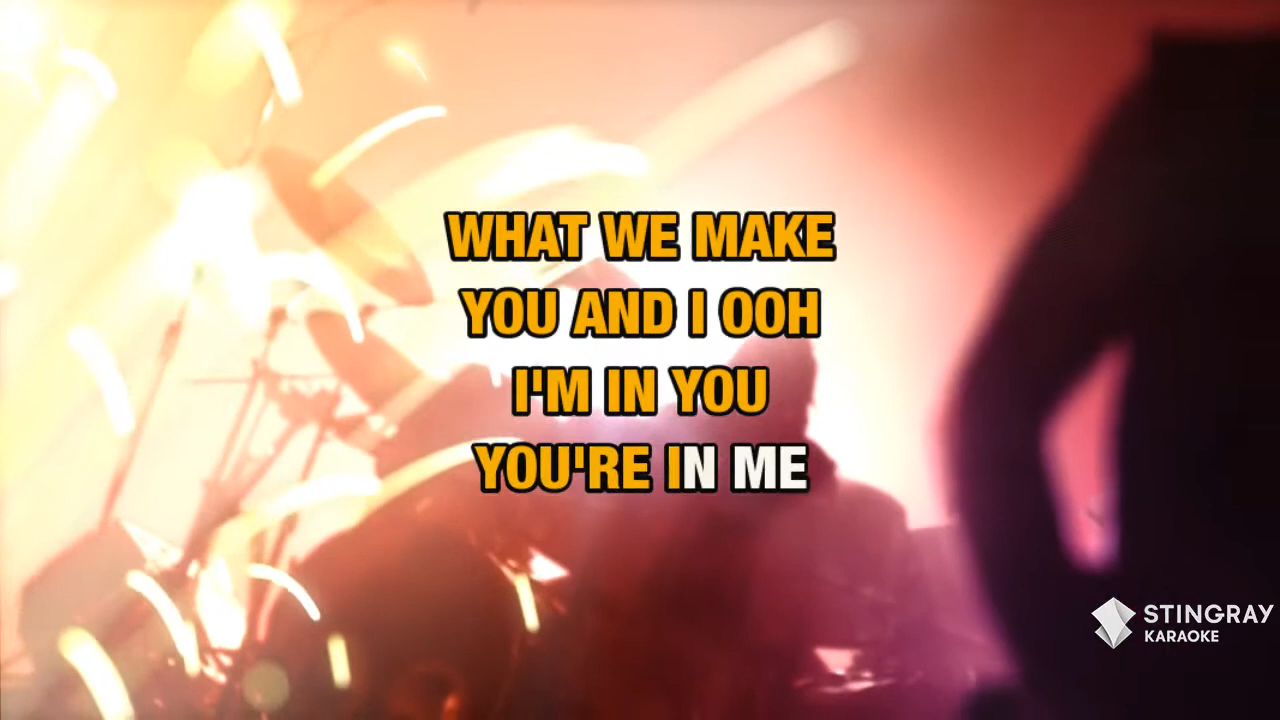 WHAT WE MAKE
YOU AND I OOH
I'M IN YOU
YOU'RE IN ME
STINGRAY
KARAOKE